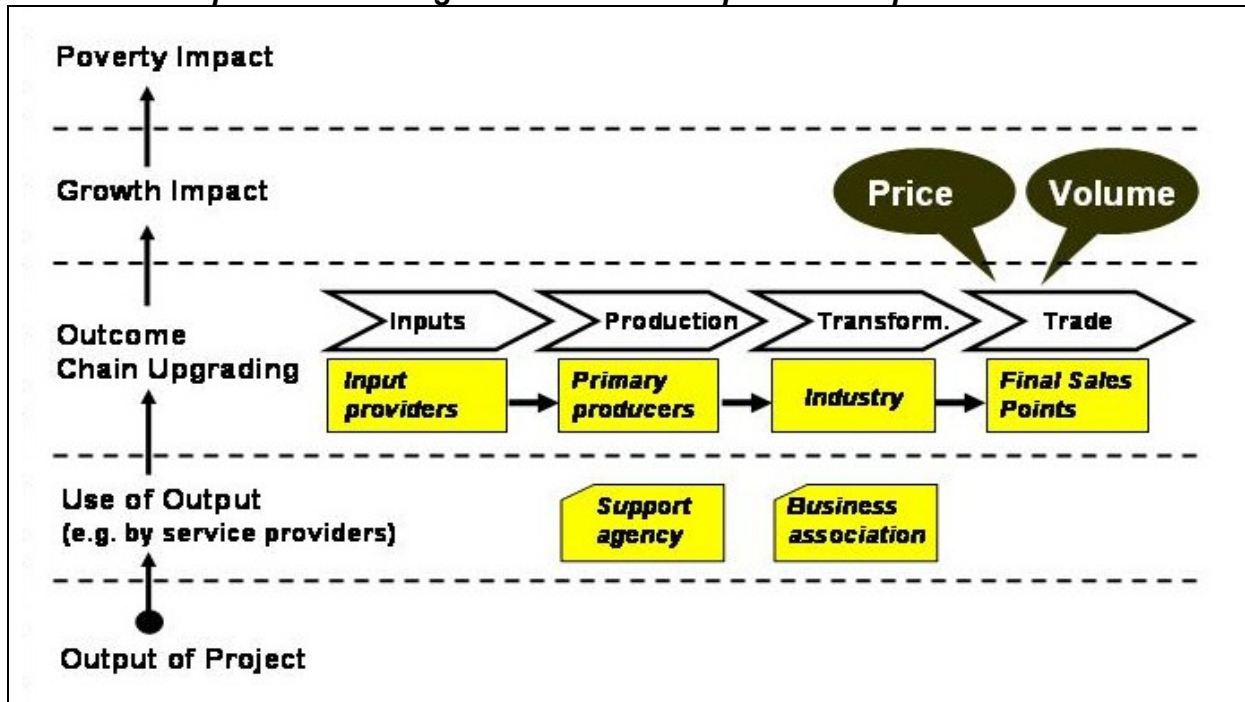 Poverty Impact
Growth Impact
Price
Volume
Outcome
Chain Upgrading
Inputs
Production
Transform.
Trade
Input
providers
Primary
producers
Industry
Final Sales
Points
Use of Output
(e.g. by service providers)
Support
agency
Business
association
Output of Project